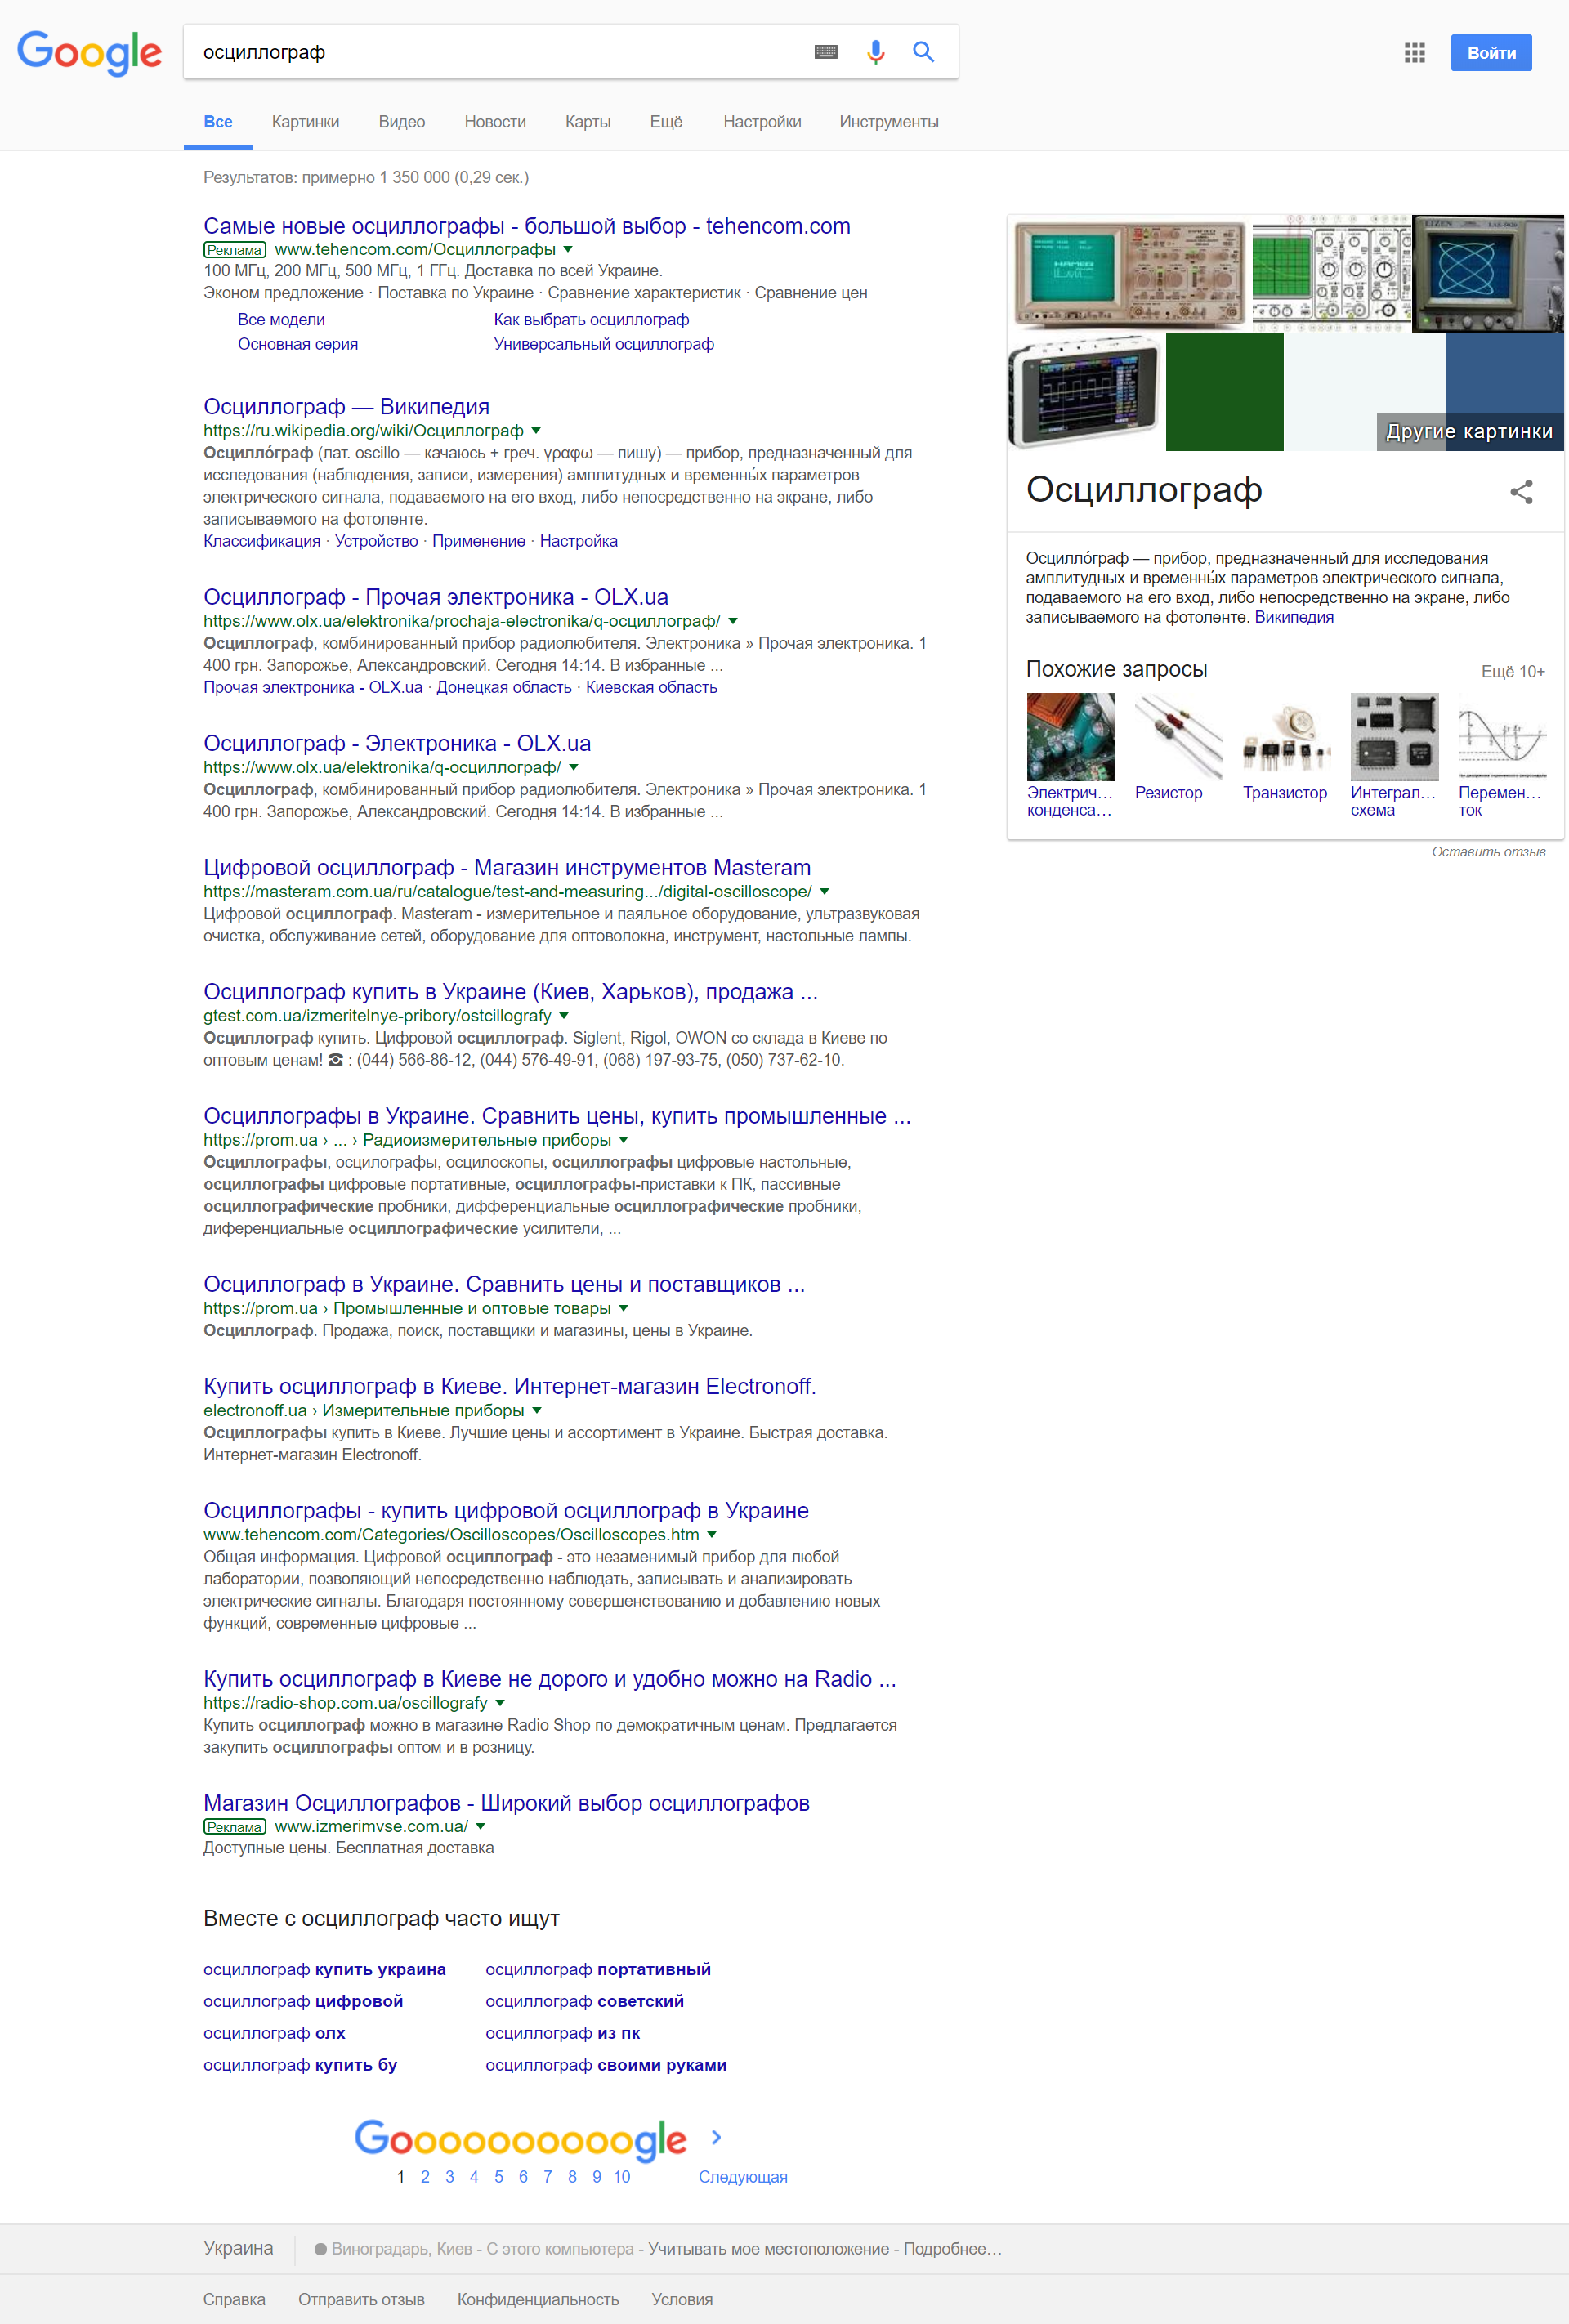 Google
осциллограф
Войти
Все Картинки Видео Новости Карты Ещё Настройки Инструменты
Результатов: примерно 1 350 000 (0,29 сек.)
Самые новые осциллографы - большой выбор - tehencom.com
Реклама www.tehencom.com/Осциллографы
100 МГц, 200 МГц, 500 МГц, 1 ГГц. Доставка по всей Украине.
Эконом предложение · Поставка по Украине · Сравнение характеристик · Сравнение цен
Все модели Как выбрать осциллограф
Основная серия Универсальный осциллограф
Осциллограф — Википедия
https://ru.wikipedia.org/wiki/Осциллограф
Осцилло́граф (лат. oscillo — качаюсь + греч. γραφω — пишу) — прибор, предназначенный для
исследования (наблюдения, записи, измерения) амплитудных и временны́х параметров
электрического сигнала, подаваемого на его вход, либо непосредственно на экране, либо
записываемого на фотоленте.
Классификация · Устройство · Применение · Настройка
Осциллограф - Прочая электроника - OLX.ua
https://www.olx.ua/elektronika/prochaja-electronika/q-осциллограф/
Осциллограф, комбинированный прибор радиолюбителя. Электроника » Прочая электроника. 1
400 грн. Запорожье, Александровский. Сегодня 14:14. В избранные ...
Прочая электроника - OLX.ua · Донецкая область · Киевская область
Осциллограф - Электроника - OLX.ua
https://www.olx.ua/elektronika/q-осциллограф/
Осциллограф, комбинированный прибор радиолюбителя. Электроника » Прочая электроника. 1
400 грн. Запорожье, Александровский. Сегодня 14:14. В избранные ...
Цифровой осциллограф - Магазин инструментов Masteram
https://masteram.com.ua/ru/catalogue/test-and-measuring.../digital-oscilloscope/
Цифровой осциллограф. Masteram - измерительное и паяльное оборудование, ультразвуковая
очистка, обслуживание сетей, оборудование для оптоволокна, инструмент, настольные лампы.
Осциллограф купить в Украине (Киев, Харьков), продажа ...
gtest.com.ua/izmeritelnye-pribory/ostcillografy
Осциллограф купить. Цифровой осциллограф. Siglent, Rigol, OWON со склада в Киеве по
оптовым ценам! ☎ : (044) 566-86-12, (044) 576-49-91, (068) 197-93-75, (050) 737-62-10.
Осциллографы в Украине. Сравнить цены, купить промышленные ...
https://prom.ua › ... › Радиоизмерительные приборы
Осциллографы, осцилографы, осцилоскопы, осциллографы цифровые настольные,
осциллографы цифровые портативные, осциллографы-приставки к ПК, пассивные
осциллографические пробники, дифференциальные осциллографические пробники,
диференциальные осциллографические усилители, ...
Осциллограф в Украине. Сравнить цены и поставщиков ...
https://prom.ua › Промышленные и оптовые товары
Осциллограф. Продажа, поиск, поставщики и магазины, цены в Украине.
Купить осциллограф в Киеве. Интернет-магазин Electronoff.
electronoff.ua › Измерительные приборы
Осциллографы купить в Киеве. Лучшие цены и ассортимент в Украине. Быстрая доставка.
Интернет-магазин Electronoff.
Осциллографы - купить цифровой осциллограф в Украине
www.tehencom.com/Categories/Oscilloscopes/Oscilloscopes.htm
Общая информация. Цифровой осциллограф - это незаменимый прибор для любой
лаборатории, позволяющий непосредственно наблюдать, записывать и анализировать
электрические сигналы. Благодаря постоянному совершенствованию и добавлению новых
функций, современные цифровые ...
Купить осциллограф в Киеве не дорого и удобно можно на Radio ...
https://radio-shop.com.ua/oscillografy
Купить осциллограф можно в магазине Radio Shop по демократичным ценам. Предлагается
закупить осциллографы оптом и в розницу.
Магазин Осциллографов - Широкий выбор осциллографов
Реклама www.izmerimvse.com.ua/
Доступные цены. Бесплатная доставка
Вместе с осциллограф часто ищут
осциллограф купить украина осциллограф портативный
осциллограф цифровой осциллограф советский
осциллограф олх осциллограф из пк
осциллограф купить бу осциллограф своими руками
Goooooooooogle
1 2 3 4 5 6 7 8 9 10 Следующая
Другие картинки
Осциллограф
Осцилло́граф — прибор, предназначенный для исследования
амплитудных и временны́х параметров электрического сигнала,
подаваемого на его вход, либо непосредственно на экране, либо
записываемого на фотоленте. Википедия
Похожие запросы Ещё 10+
Электрич... Резистор Транзистор Интеграл... Перемен...
конденса... схема ток
Оставить отзыв
Украина Виноградарь, Киев - С этого компьютера - Учитывать мое местоположение - Подробнее…
Справка Отправить отзыв Конфиденциальность Условия